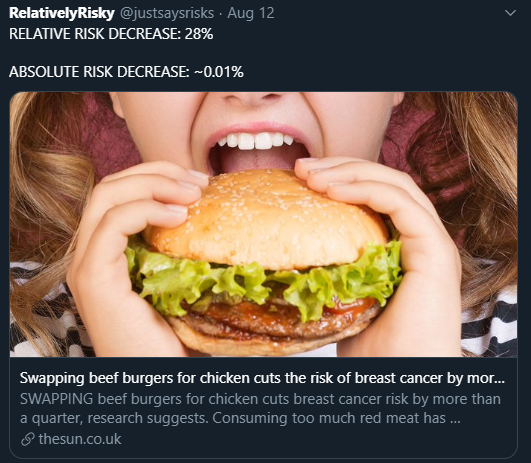 RelativelyRisky @justsaysrisks · Aug 12
RELATIVE RISK DECREASE: 28%
ABSOLUTE RISK DECREASE: ~0.01%
Swapping beef burgers for chicken cuts the risk of breast cancer by mor...
SWAPPING beef burgers for chicken cuts breast cancer risk by more than
a quarter, research suggests. Consuming too much red meat has ...
thesun.co.uk